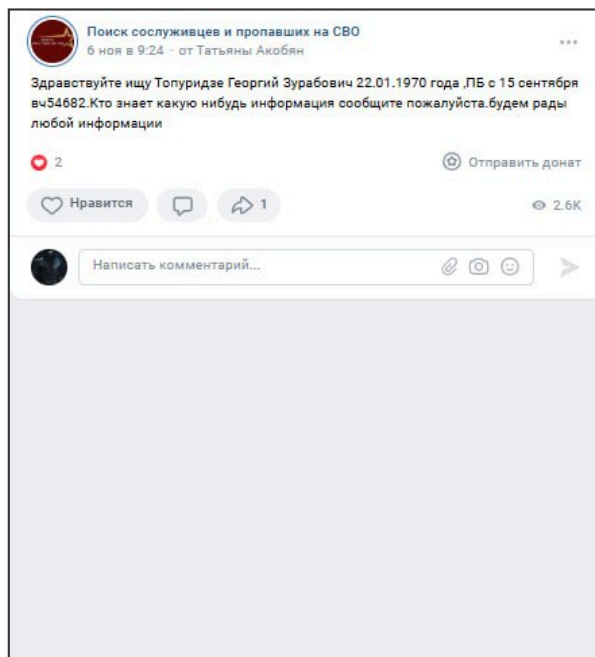 Поиск сослуживцев и пропавших на СВО
6 ноя в 9:24 · от Татьяны Акобян
Здравствуйте ищу Топуридзе Георгий Зурабович 22.01.1970 года ,ПБ с 15 сентября
вч54682.Кто знает какую нибудь информация сообщите пожалуйста.будем рады
любой информации
2
Отправить донат
Нравится
1
2.6K
Написать комментарий...